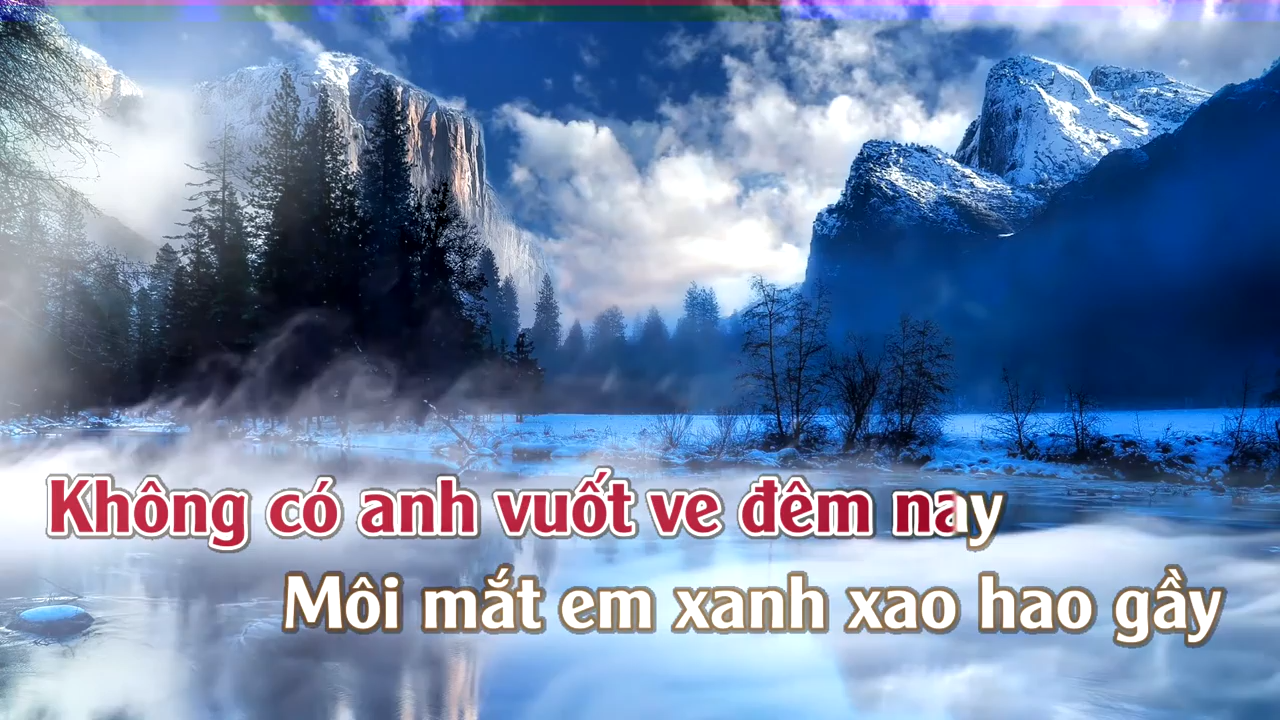 Không có anh vuốt ve đêm nay
Môi mắt em xanh xao hao gầy